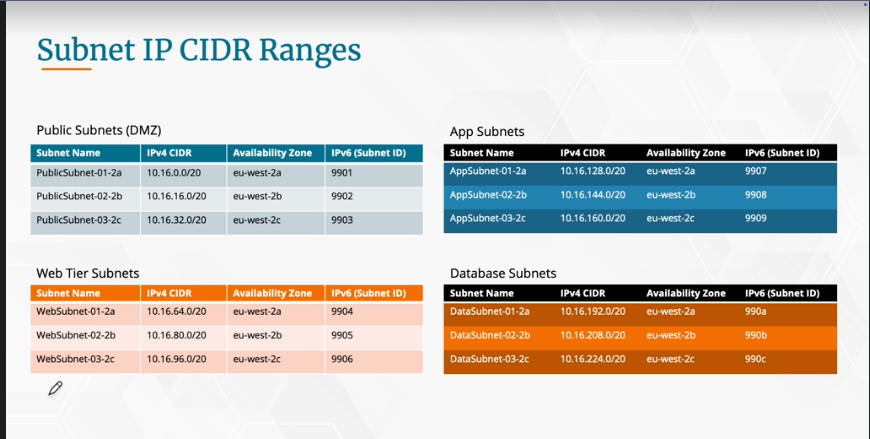 Subnet IP CIDR Ranges
Public Subnets (DMZ)
Subnet Name IPv4 CIDR Availability Zone IPv6 (Subnet ID)
PublicSubnet-01-2a 10.16.0.0/20 eu-west-2a 9901
PublicSubnet-02-2b 10.16.16.0/20 eu-west-2b 9902
PublicSubnet-03-2c 10.16.32.0/20 eu-west-2c 9903
App Subnets
Subnet Name IPv4 CIDR Availability Zone IPv6 (Subnet ID)
AppSubnet-01-2a 10.16.128.0/20 eu-west-2a 9907
AppSubnet-02-2b 10.16.144.0/20 eu-west-2b 9908
AppSubnet-03-2c 10.16.160.0/20 eu-west-2c 9909
Web Tier Subnets
Subnet Name IPv4 CIDR Availability Zone IPv6 (Subnet ID)
WebSubnet-01-2a 10.16.64.0/20 eu-west-2a 9904
WebSubnet-02-2b 10.16.80.0/20 eu-west-2b 9905
WebSubnet-03-2c 10.16.96.0/20 eu-west-2c 9906
Database Subnets
Subnet Name IPv4 CIDR Availability Zone IPv6 (Subnet ID)
DataSubnet-01-2a 10.16.192.0/20 eu-west-2a 990a
DataSubnet-02-2b 10.16.208.0/20 eu-west-2b 990b
DataSubnet-03-2c 10.16.224.0/20 eu-west-2c 990c